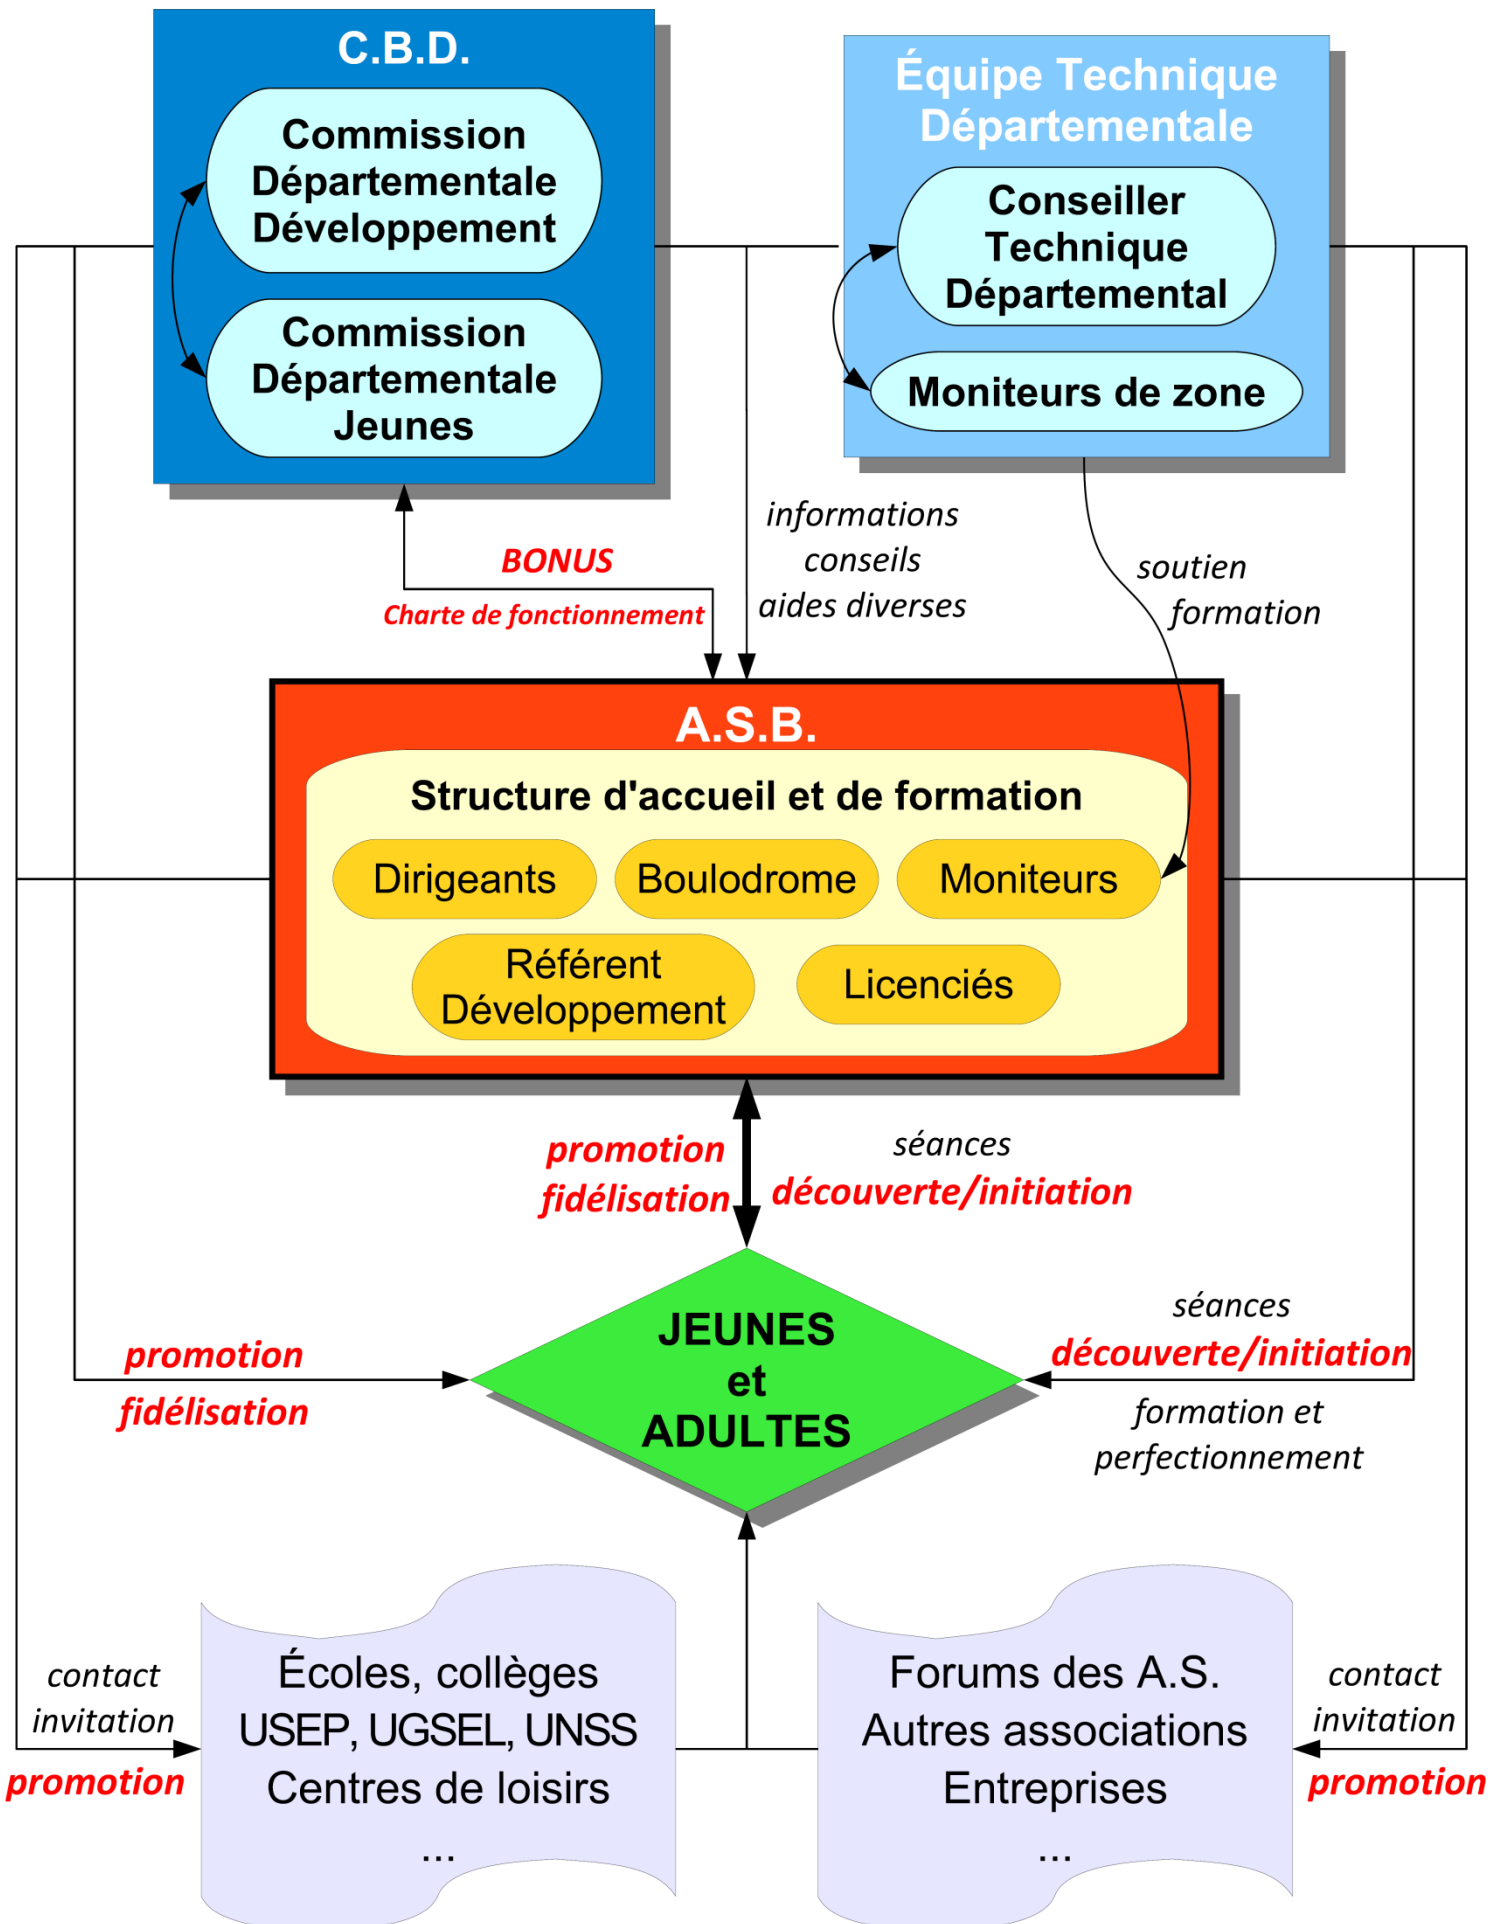 C.B.D.
Commission
Départementale
Développement
Commission
Départementale
Jeunes
Équipe Technique
Départementale
Conseiller
Technique
Départemental
Moniteurs de zone
BONUS
Charte de fonctionnement
informations
conseils
aides diverses
soutien
formation
A.S.B.
Structure d'accueil et de formation
Dirigeants
Boulodrome
Moniteurs
Référent
Développement
Licenciés
promotion
fidélisation
séances
découverte/initiation
JEUNES
et
ADULTES
promotion
fidélisation
séances
découverte/initiation
formation et
perfectionnement
contact
invitation
promotion
Écoles, collèges
USEP, UGSEL, UNSS
Centres de loisirs
...
Forums des A.S.
Autres associations
Entreprises
...
contact
invitation
promotion